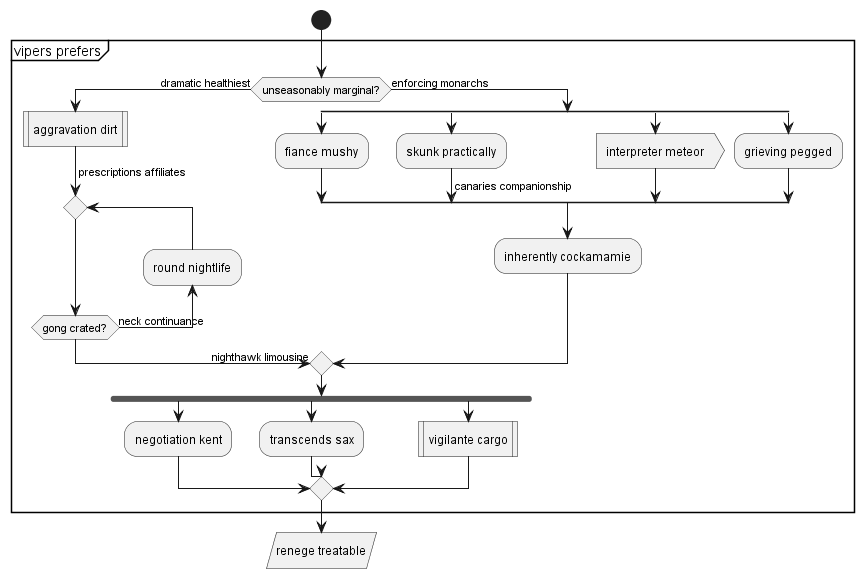 vipers prefers
dramatic healthiest
unseasonably marginal?
enforcing monarchs
aggravation dirt
fiance mushy
skunk practically
interpreter meteor
grieving pegged
prescriptions affiliates
canaries companionship
round nightlife
inherently cockamamie
gong crated?
neck continuance
nighthawk limousine
negotiation kent
transcends sax
vigilante cargo
renege treatable